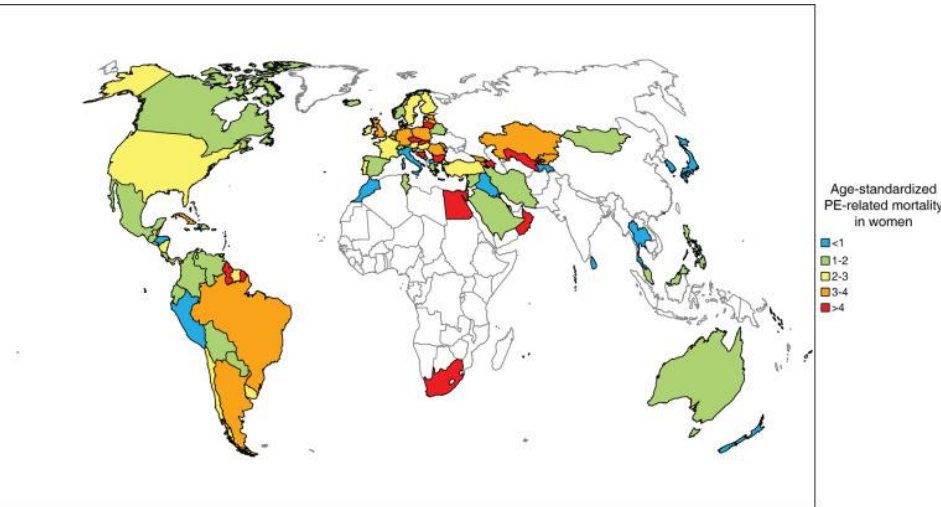 Age-standardized
PE-related mortality
in women
<1
1-2
2-3
3-4
>4